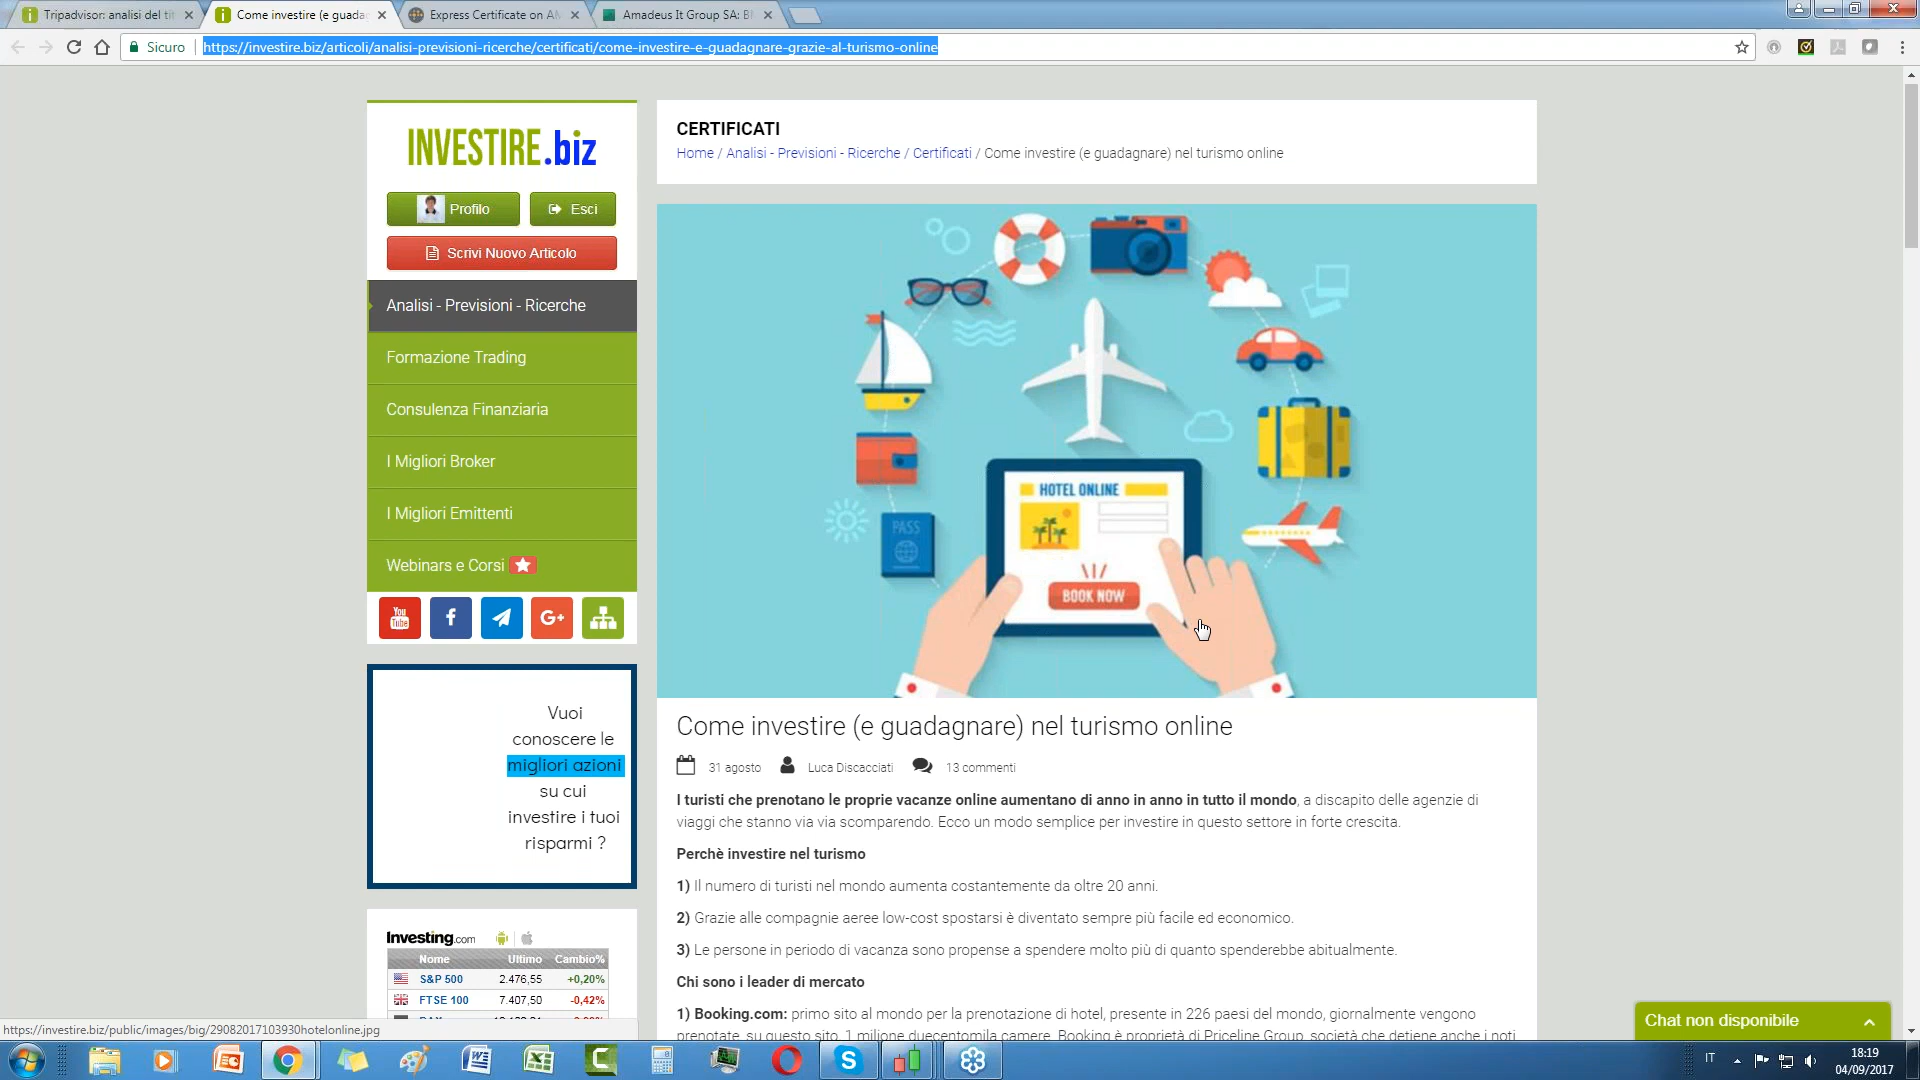 Tripadvisor: analisi del tit
Come investire (e guada
Express Certificate on AM
Amadeus It Group SA: BN
Sicuro
https://investire.biz/articoli/analisi-previsioni-ricerche/certificati/come-investire-e-guadagnare-grazie-al-turismo-online
INVESTIRE.biz
Profilo
Esci
Scrivi Nuovo Articolo
Analisi - Previsioni - Ricerche
Formazione Trading
Consulenza Finanziaria
I Migliori Broker
I Migliori Emittenti
Webinars e Corsi
You
Tube
f
G+
Vuoi
conoscere le
migliori azioni
su cui
investire i tuoi
risparmi ?
Investing.com
Nome Ultimo Cambio%
S&P 500 2.476,55 +0,20%
FTSE 100 7.407,50 -0,42%
CERTIFICATI
Home / Analisi - Previsioni - Ricerche / Certificati / Come investire (e guadagnare) nel turismo online
PASS
HOTEL ONLINE
BOOK NOW
Come investire (e guadagnare) nel turismo online
31 agosto Luca Discacciati 13 commenti
I turisti che prenotano le proprie vacanze online aumentano di anno in anno in tutto il mondo, a discapito delle agenzie di
viaggi che stanno via via scomparendo. Ecco un modo semplice per investire in questo settore in forte crescita.
Perchè investire nel turismo
1) Il numero di turisti nel mondo aumenta costantemente da oltre 20 anni.
2) Grazie alle compagnie aeree low-cost spostarsi è diventato sempre più facile ed economico.
3) Le persone in periodo di vacanza sono propense a spendere molto più di quanto spenderebbe abitualmente.
Chi sono i leader di mercato
1) Booking.com: primo sito al mondo per la prenotazione di hotel, presente in 226 paesi del mondo, giornalmente vengono
prenotate, su questo sito, 1 milione duecentomila camere. Booking è proprietà di Priceline Group, società che detiene anche i noti
https://investire.biz/public/images/big/29082017103930hotelonline.jpg
Chat non disponibile
IT
18:19
04/09/2017